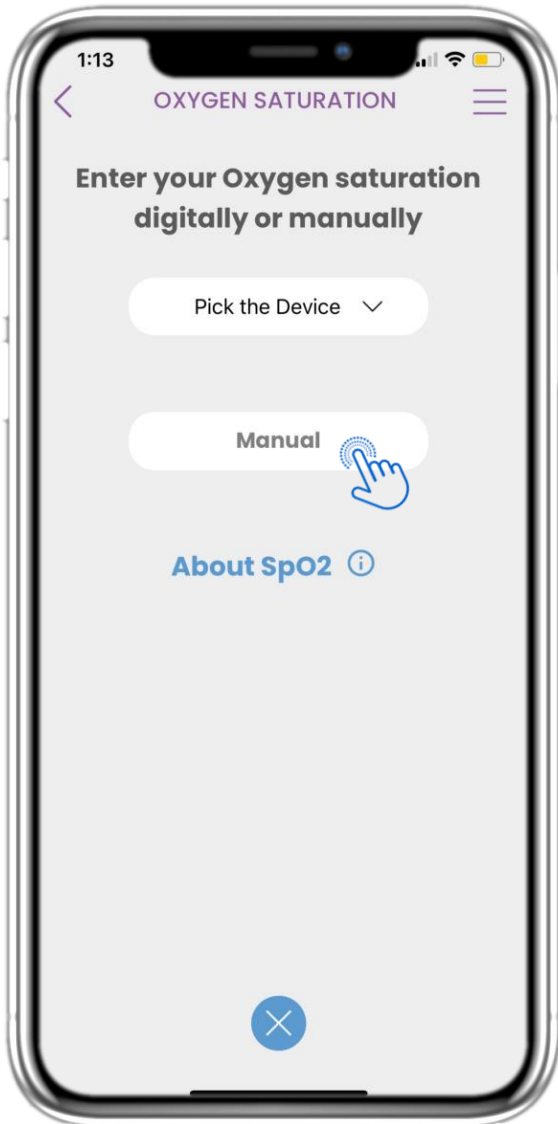 1:13
OXYGEN SATURATION
Enter your Oxygen saturation
digitally or manually
Pick the Device
Manual
About SpO2